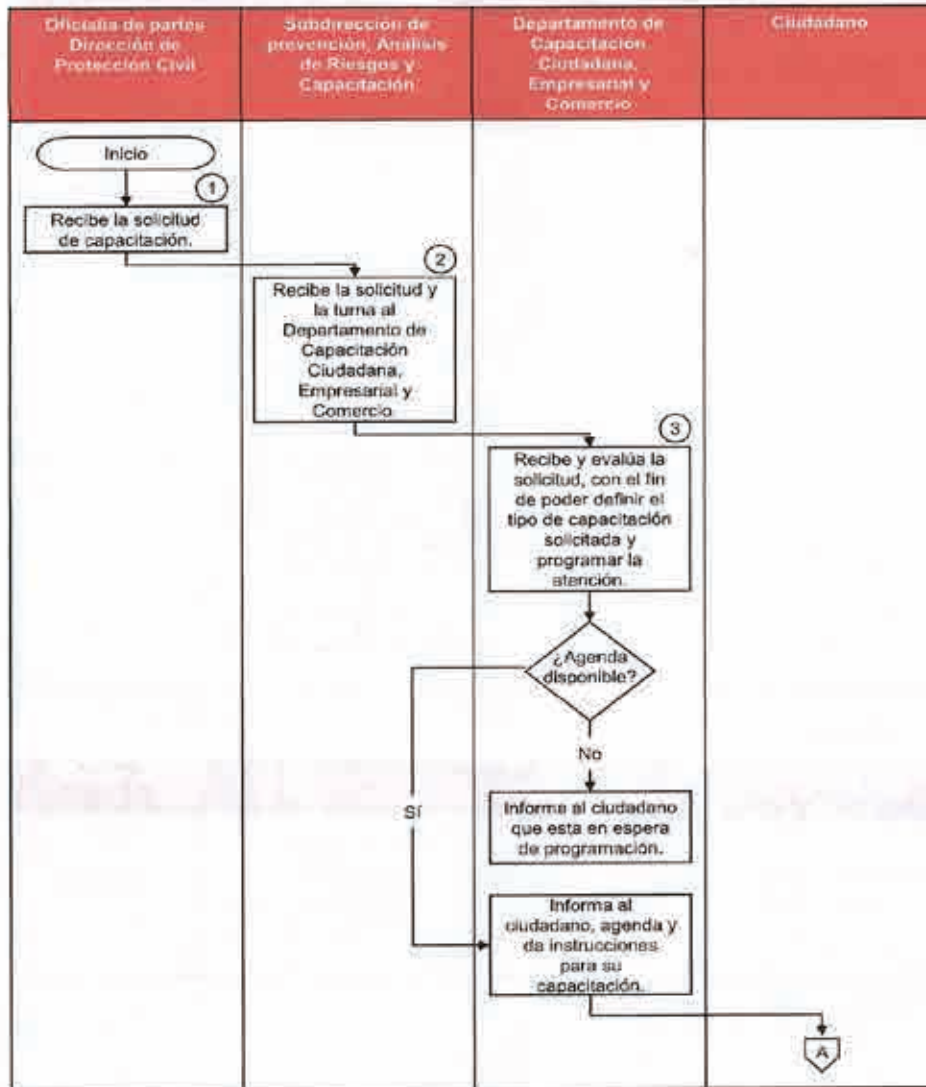 Oficialía de partes
Dirección de
Protección Civil
Subdirección de
prevención, Análisis
de Riesgos y
Capacitación
Departamento de
Capacitación
Ciudadana,
Empresarial y
Comercio
Ciudadano
Inicio
1
Recibe la solicitud
de capacitación.
2
Recibe la solicitud y
la turna al
Departamento de
Capacitación
Ciudadana,
Empresarial y
Comercio
3
Recibe y evalúa la
solicitud, con el fin
de poder definir el
tipo de capacitación
solicitada y
programar la
atención.
¿Agenda
disponible?
No
Sí
Informa al ciudadano
que esta en espera
de programación.
Informa al
ciudadano, agenda y
da instrucciones
para su
capacitación.
A